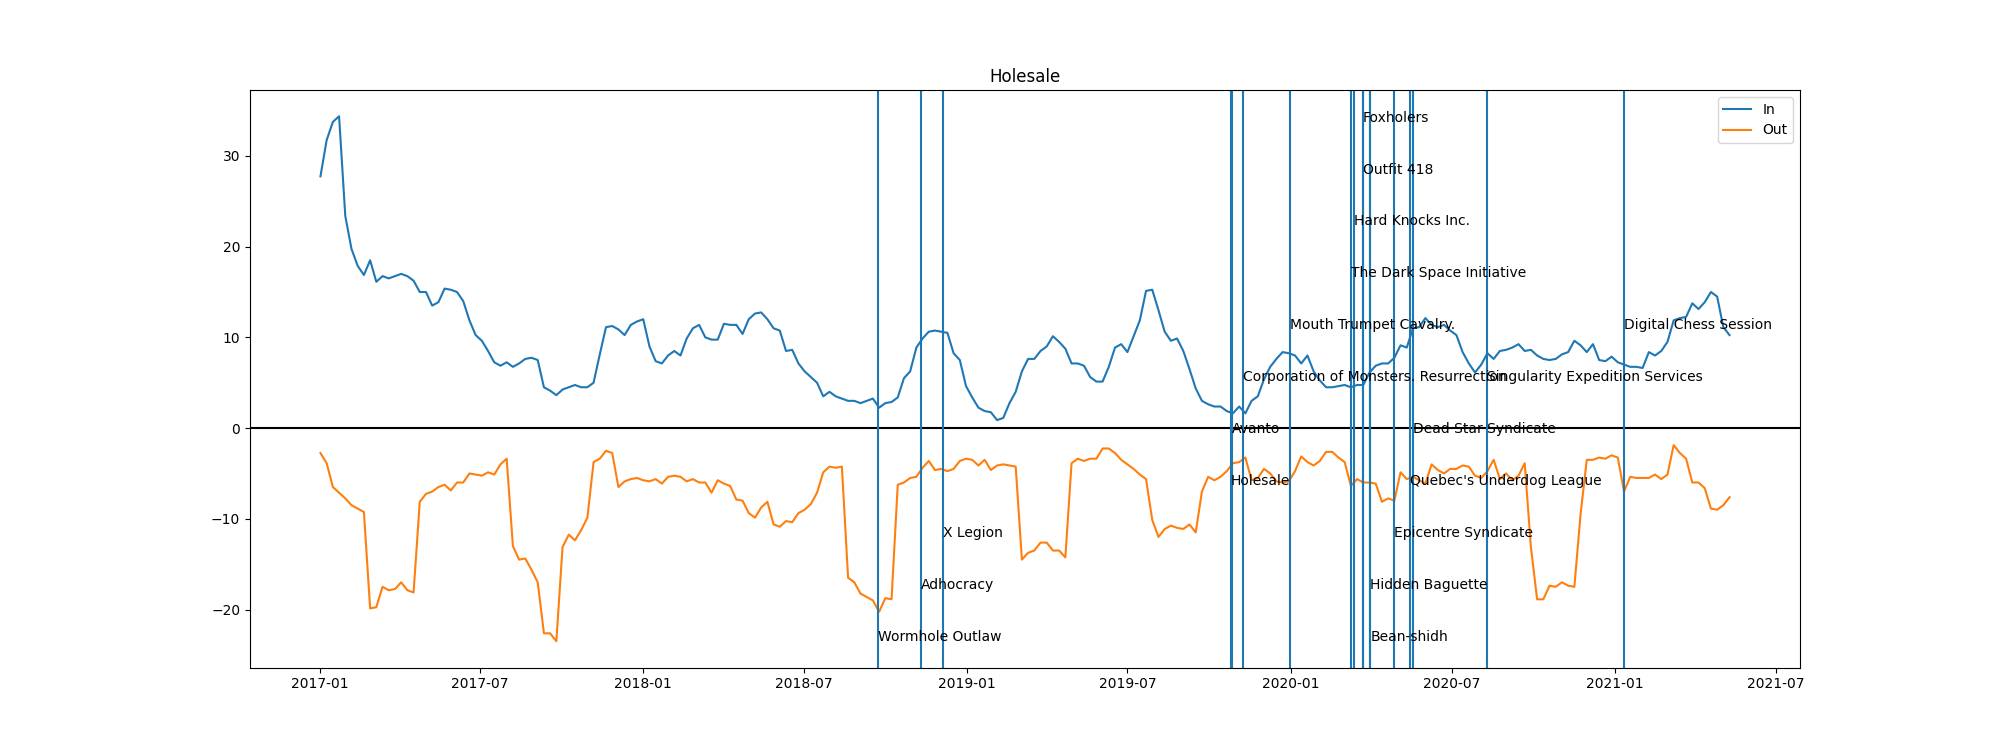 Holesale
In
Out
30
20
10
0
−10
−20
Foxholers
Outfit 418
Hard Knocks Inc.
The Dark Space Initiative
Mouth Trumpet Cavalry.
Digital Chess Session
Corporation of Monsters. Resurrection
Singularity Expedition Services
Avanto
Dead Star Syndicate
Holesale
Quebec's Underdog League
X Legion
Epicentre Syndicate
Adhocracy
Hidden Baguette
Wormhole Outlaw
Bean-shidh
2017-01
2017-07
2018-01
2018-07
2019-01
2019-07
2020-01
2020-07
2021-01
2021-07